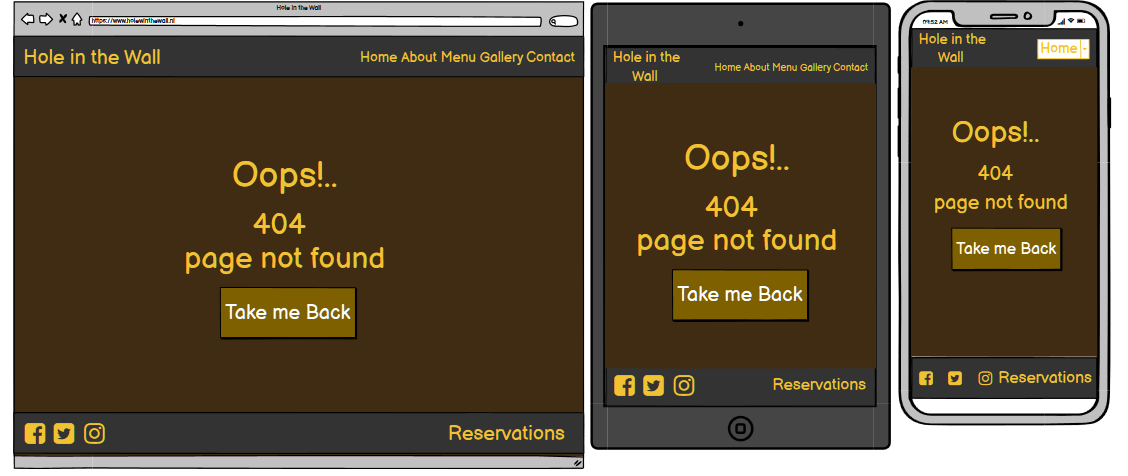 Hole in the Wall
https://www.holeinthewall.nl
Hole in the Wall
Home About Menu Gallery Contact
Oops!..
404
page not found
Take me Back
Reservations
Hole in the
Wall
Home About Menu Gallery Contact
Oops!..
404
page not found
Take me Back
Reservations
09:52 AM
Hole in the
Wall
Home
Oops!..
404
page not found
Take me Back
Reservations